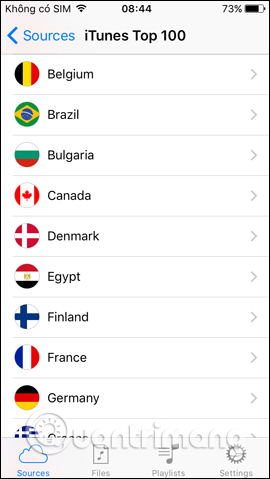 Không có SIM 08:44 73%
Sources iTunes Top 100
Belgium
Brazil
Bulgaria
Canada
Denmark
Egypt
Finland
France
Germany
Greece
Quantrimang
Sources Files Playlists Settings